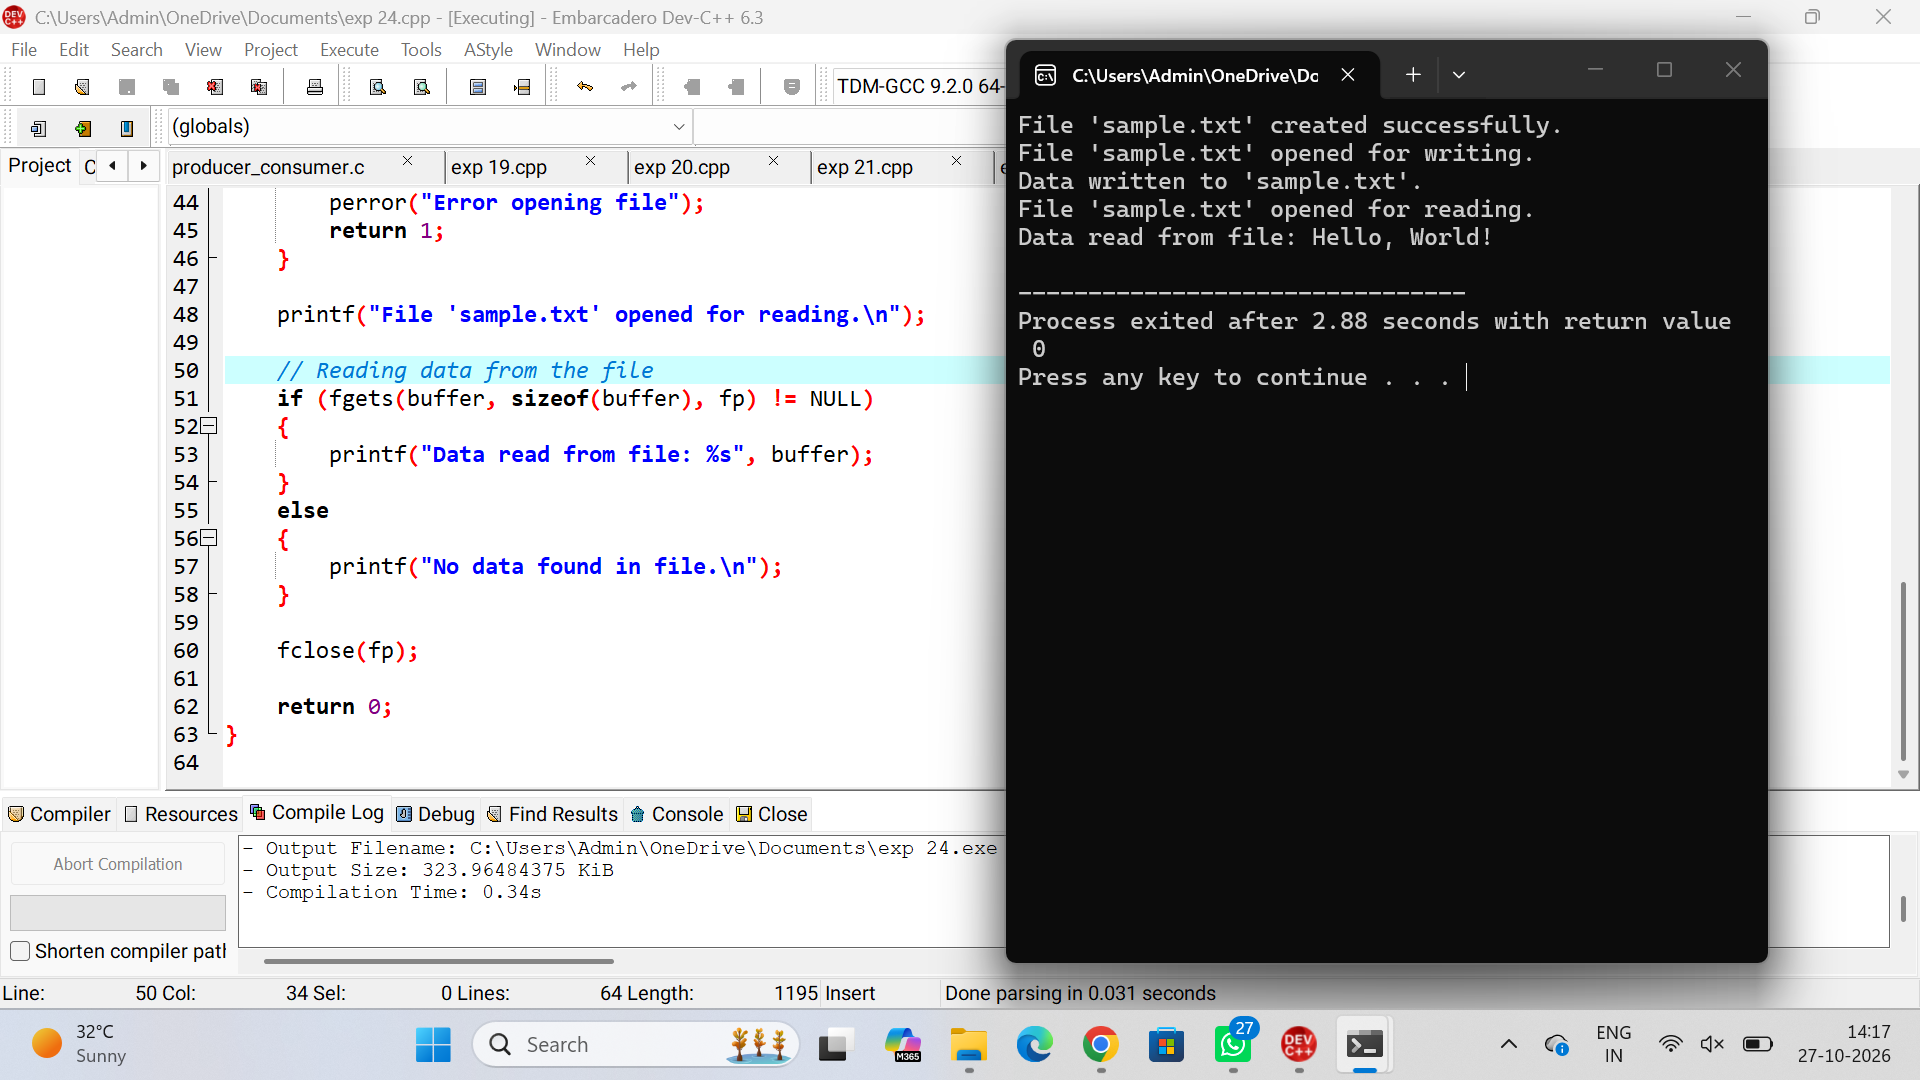 C:\Users\Admin\OneDrive\Documents\exp 24.cpp - [Executing] - Embarcadero Dev-C++ 6.3
File Edit Search View Project Execute Tools AStyle Window Help
TDM-GCC 9.2.0 64-
(globals)
Project C
producer_consumer.c exp 19.cpp exp 20.cpp exp 21.cpp
44 perror("Error opening file");
45 return 1;
46 }
47
48 printf("File 'sample.txt' opened for reading.\n");
49
50 // Reading data from the file
51 if (fgets(buffer, sizeof(buffer), fp) != NULL)
52 {
53 printf("Data read from file: %s", buffer);
54 }
55 else
56 {
57 printf("No data found in file.\n");
58 }
59
60 fclose(fp);
61
62 return 0;
63 }
64
C:\Users\Admin\OneDrive\Dc
File 'sample.txt' created successfully.
File 'sample.txt' opened for writing.
Data written to 'sample.txt'.
File 'sample.txt' opened for reading.
Data read from file: Hello, World!
--------------------------------
Process exited after 2.88 seconds with return value
0
Press any key to continue . . .
Compiler Resources Compile Log Debug Find Results Console Close
Abort Compilation
Shorten compiler path
- Output Filename: C:\Users\Admin\OneDrive\Documents\exp 24.exe
- Output Size: 323.96484375 KiB
- Compilation Time: 0.34s
Line: 50 Col: 34 Sel: 0 Lines: 64 Length: 1195 Insert Done parsing in 0.031 seconds
32°C
Sunny
Search
M365
27
DEV C++
ENG
IN
14:17
27-10-2026